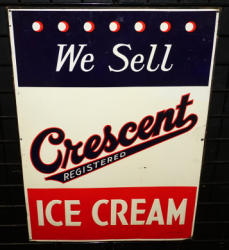 We Sell
Crescent
REGISTERED
ICE CREAM